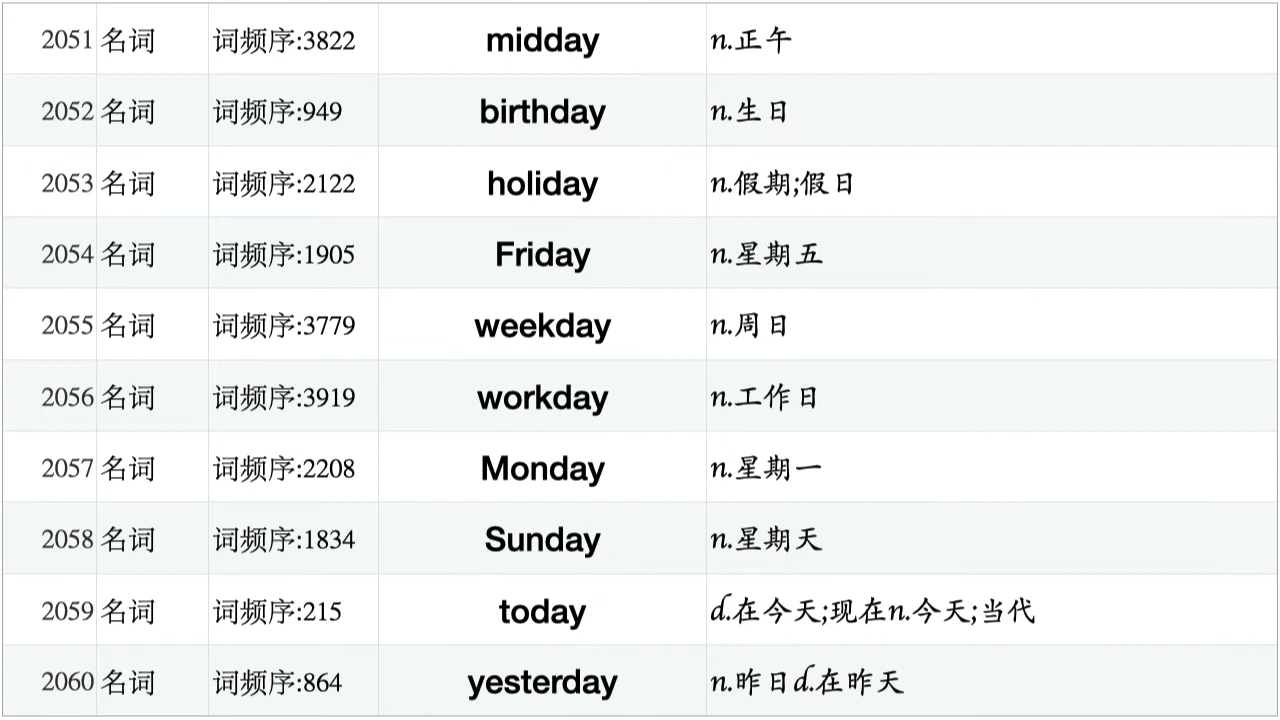 2051 名词 词频序:3822 midday n.正午
2052 名词 词频序:949 birthday n.生日
2053 名词 词频序:2122 holiday n.假期;假日
2054 名词 词频序:1905 Friday n.星期五
2055 名词 词频序:3779 weekday n.周日
2056 名词 词频序:3919 workday n.工作日
2057 名词 词频序:2208 Monday n.星期一
2058 名词 词频序:1834 Sunday n.星期天
2059 名词 词频序:215 today d.在今天;现在n.今天;当代
2060 名词 词频序:864 yesterday n.昨日d.在昨天